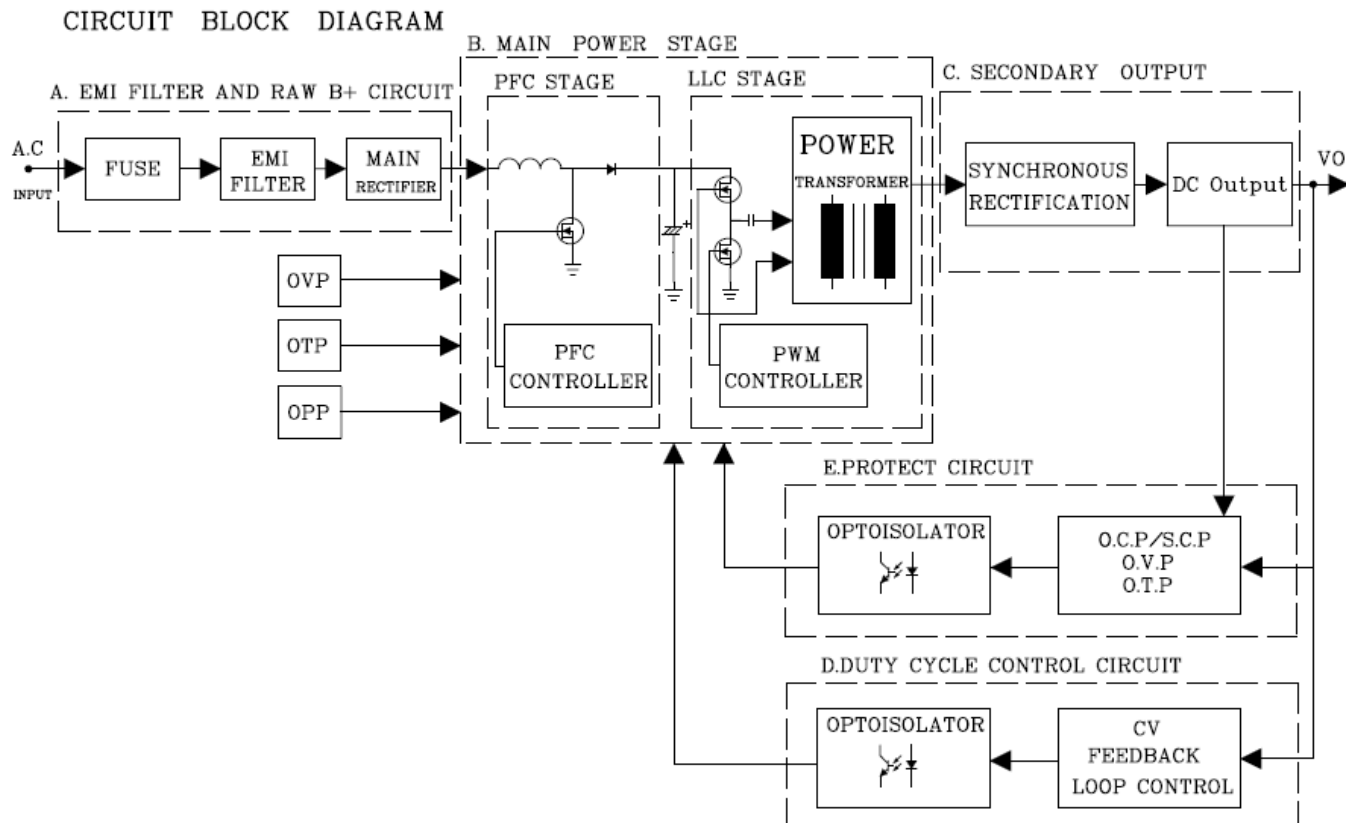 CIRCUIT BLOCK DIAGRAM
B. MAIN POWER STAGE
PFC STAGE
LLC STAGE
C. SECONDARY OUTPUT
A. EMI FILTER AND RAW B+ CIRCUIT
A.C
INPUT
FUSE
EMI
FILTER
MAIN
RECTIFIER
+
POWER
TRANSFORMER
SYNCHRONOUS
RECTIFICATION
DC Output
VO
OVP
OTP
OPP
PFC
CONTROLLER
PWM
CONTROLLER
E.PROTECT CIRCUIT
OPTOISOLATOR
O.C.P/S.C.P
O.V.P
O.T.P
D.DUTY CYCLE CONTROL CIRCUIT
OPTOISOLATOR
CV
FEEDBACK
LOOP CONTROL